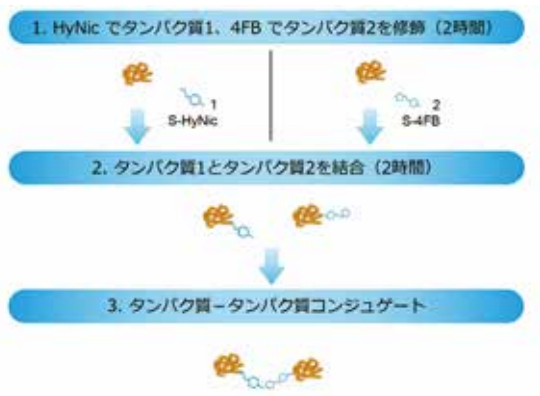 1. HyNic でタンパク質1、4FB でタンパク質2を修飾（2時間）
1
S-HyNic
2
S-4FB
2. タンパク質1とタンパク質2を結合（2時間）
3. タンパク質－タンパク質コンジュゲート